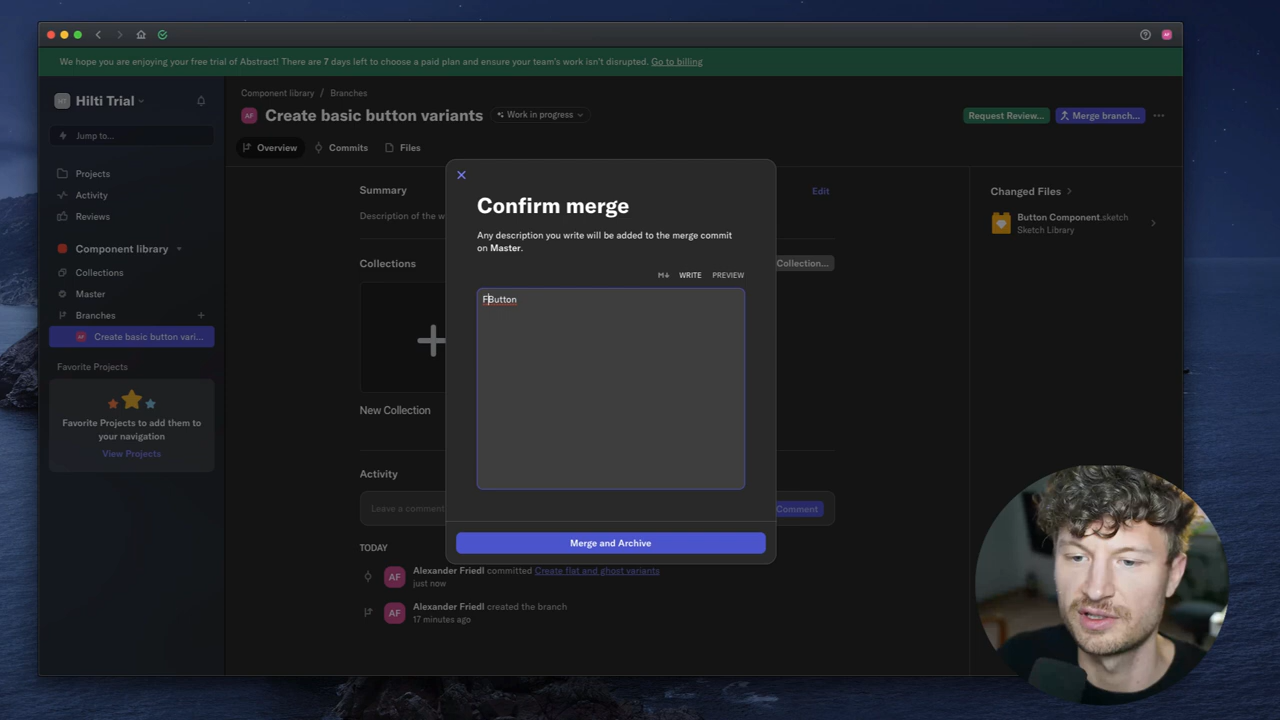 We hope you are enjoying your free trial of Abstract! There are 7 days left to choose a paid plan and ensure your team's work isn't disrupted. Go to billing
HT Hilti Trial
Jump to...
Projects
Activity
Reviews
Component library
Collections
Master
Branches
AF Create basic button vari...
Favorite Projects
Favorite Projects to add them to
your navigation
View Projects
Component library / Branches
AF Create basic button variants Work in progress
Request Review... Merge branch...
Overview Commits Files
Summary Edit
Description of the w
Collections Collection...
New Collection
Activity
Leave a comment Comment
TODAY
AF Alexander Friedl committed Create flat and ghost variants
just now
AF Alexander Friedl created the branch
17 minutes ago
Confirm merge
Any description you write will be added to the merge commit
on Master.
M↓ WRITE PREVIEW
FButton
Merge and Archive
Changed Files
Button Component.sketch
Sketch Library